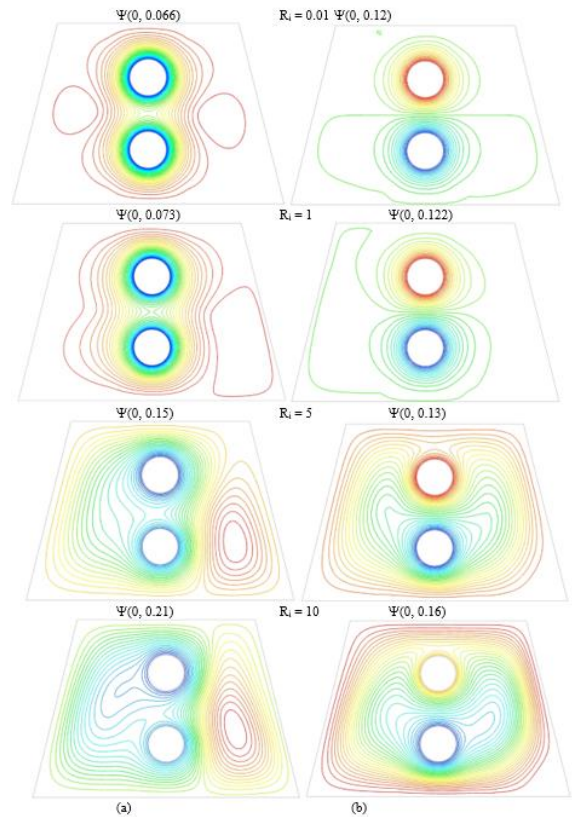 Ψ(0, 0.066) Rᵢ = 0.01 Ψ(0, 0.12)
Ψ(0, 0.073) Rᵢ = 1 Ψ(0, 0.122)
Ψ(0, 0.15) Rᵢ = 5 Ψ(0, 0.13)
Ψ(0, 0.21) Rᵢ = 10 Ψ(0, 0.16)
(a) (b)